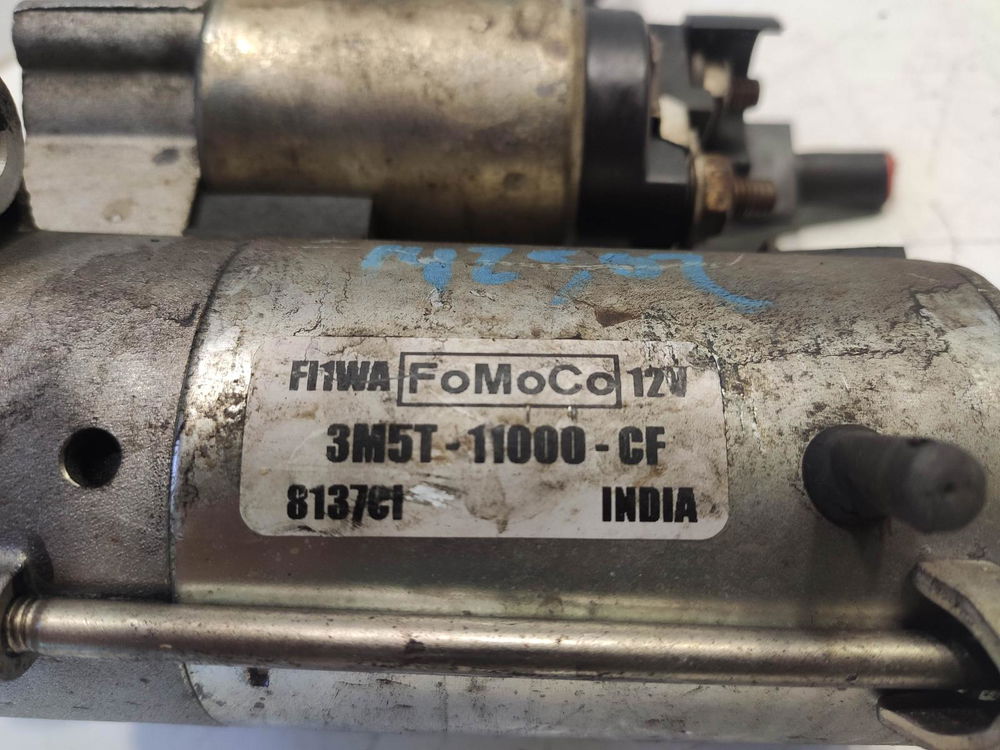 FI1WA FoMoCo 12V
3M5T-11000-CF
8137CI INDIA